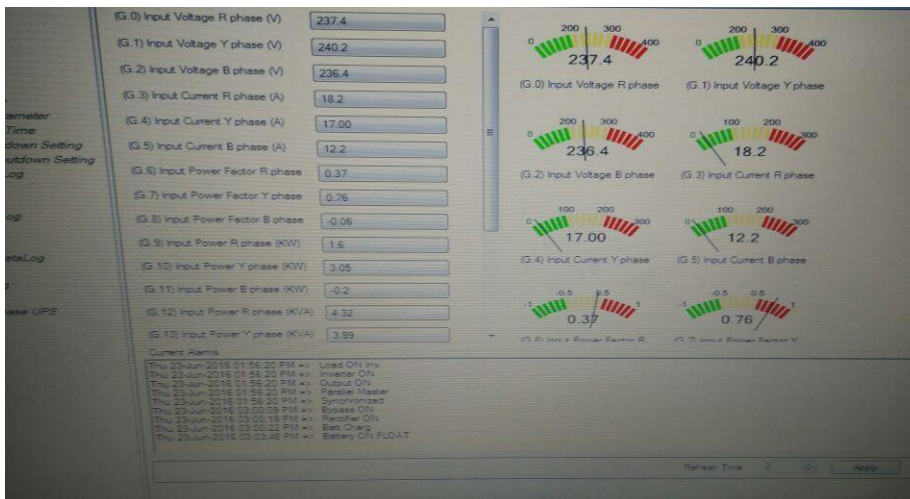 (G.0) Input Voltage R phase (V) 237.4
(G.1) Input Voltage Y phase (V) 240.2
(G.2) Input Voltage B phase (V) 236.4
(G.3) Input Current R phase (A) 18.2
(G.4) Input Current Y phase (A) 17.00
(G.5) Input Current B phase (A) 12.2
(G.6) Input Power Factor R phase 0.37
(G.7) Input Power Factor Y phase 0.76
(G.8) Input Power Factor B phase -0.06
(G.9) Input Power R phase (KW) 1.6
(G.10) Input Power Y phase (KW) 3.05
(G.11) Input Power B phase (KW) -0.2
(G.12) Input Power R phase (KVA) 4.32
(G.13) Input Power Y phase (KVA) 3.99
ameter
Time
down Setting
utdown Setting
Log
og
ataLog
ase UPS
0 200 300 400
237.4
(G.0) Input Voltage R phase
0 200 300 400
240.2
(G.1) Input Voltage Y phase
0 200 300 400
236.4
(G.2) Input Voltage B phase
0 100 200 300
18.2
(G.3) Input Current R phase
0 100 200 300
17.00
(G.4) Input Current Y phase
0 100 200 300
12.2
(G.5) Input Current B phase
-1 -0.5 0.5 1
0.37
(G.6) Input Power Factor R
-1 -0.5 0.5 1
0.76
(G.7) Input Power Factor Y
Current Alarms
Thu 23-Jun-2016 01:56:20 PM => Load ON Inv
Thu 23-Jun-2016 01:56:20 PM => Inverter ON
Thu 23-Jun-2016 01:56:20 PM => Output ON
Thu 23-Jun-2016 01:56:20 PM => Parallel Master
Thu 23-Jun-2016 01:56:20 PM => Synchronized
Thu 23-Jun-2016 03:00:09 PM => Bypass ON
Thu 23-Jun-2016 03:00:15 PM => Rectifier ON
Thu 23-Jun-2016 03:00:22 PM => Batt Charg
Thu 23-Jun-2016 03:03:46 PM => Battery ON FLOAT
Refresh Time 3 Apply